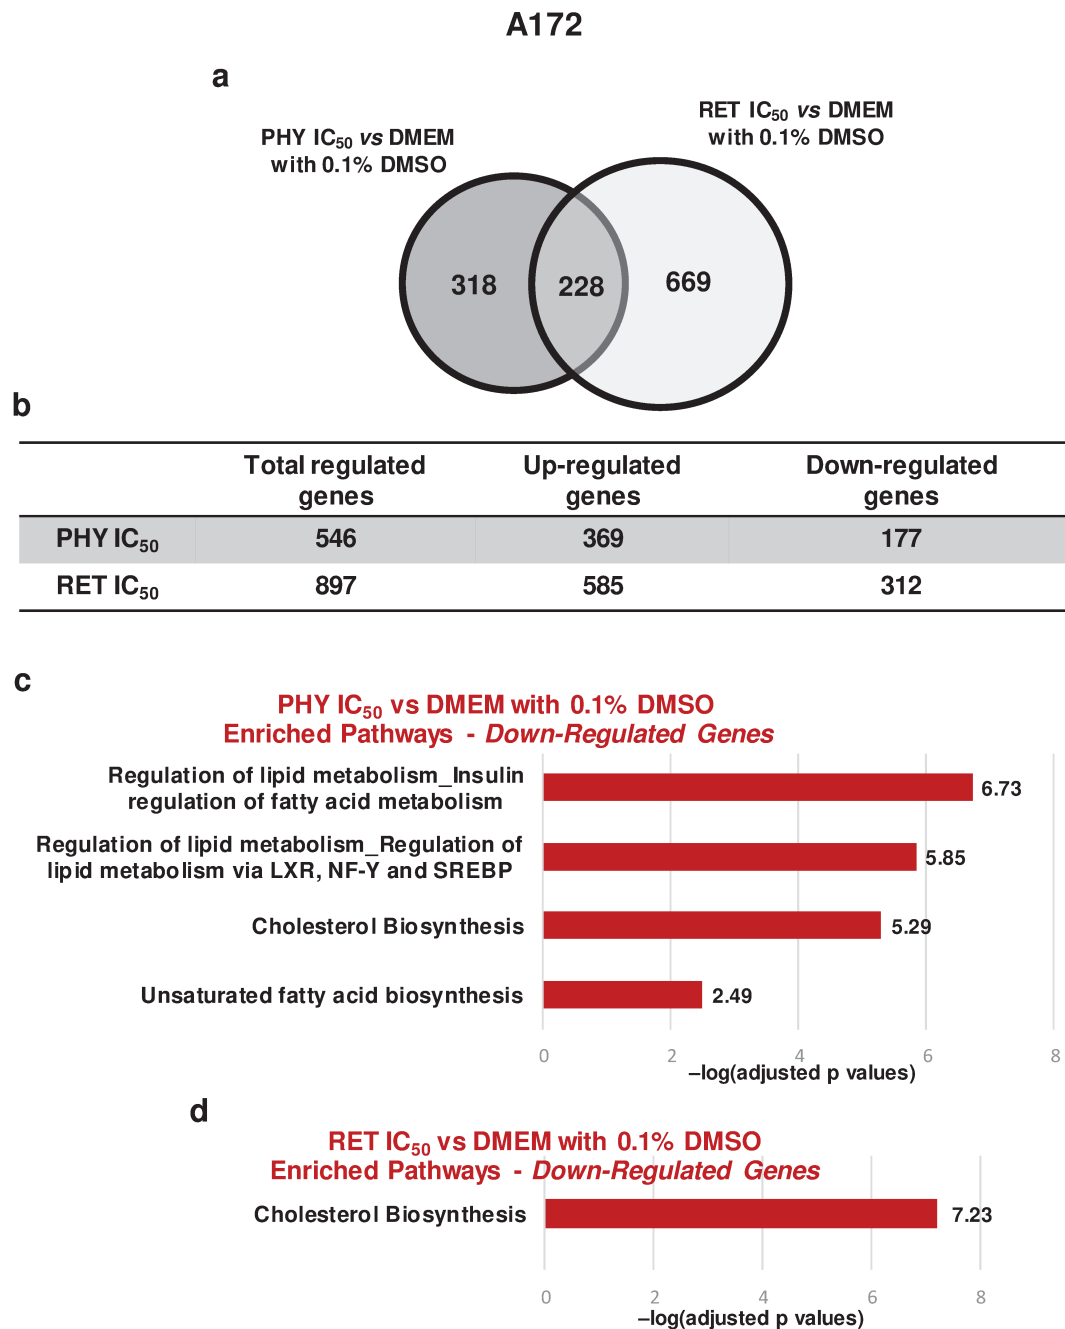 A172
a
PHY IC50 vs DMEM
with 0.1% DMSO
RET IC50 vs DMEM
with 0.1% DMSO
318
228
669
b
Total regulated genes Up-regulated genes Down-regulated genes
PHY IC50 546 369 177
RET IC50 897 585 312
c
PHY IC50 vs DMEM with 0.1% DMSO
Enriched Pathways - Down-Regulated Genes
Regulation of lipid metabolism_Insulin
regulation of fatty acid metabolism
6.73
Regulation of lipid metabolism_Regulation of
lipid metabolism via LXR, NF-Y and SREBP
5.85
Cholesterol Biosynthesis
5.29
Unsaturated fatty acid biosynthesis
2.49
0 2 4 6 8
–log(adjusted p values)
d
RET IC50 vs DMEM with 0.1% DMSO
Enriched Pathways - Down-Regulated Genes
Cholesterol Biosynthesis
7.23
0 2 4 6 8
–log(adjusted p values)